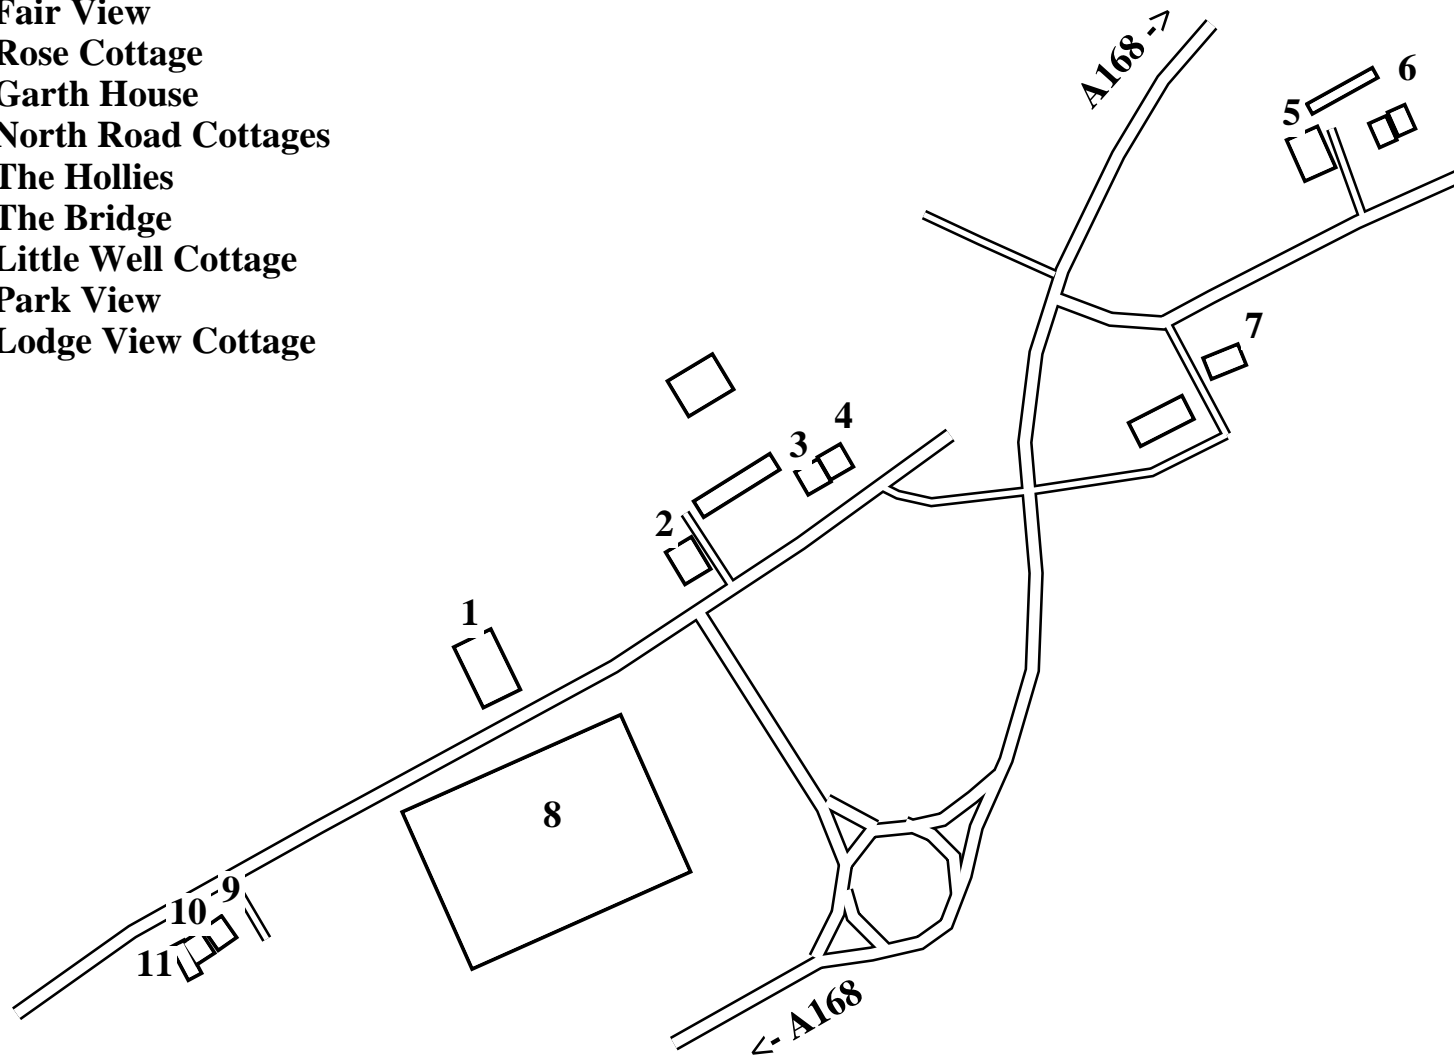 Fair View
Rose Cottage
Garth House
North Road Cottages
The Hollies
The Bridge
Little Well Cottage
Park View
Lodge View Cottage
A168 ->
6
5
7
4
3
2
1
8
9
10
11
<- A168